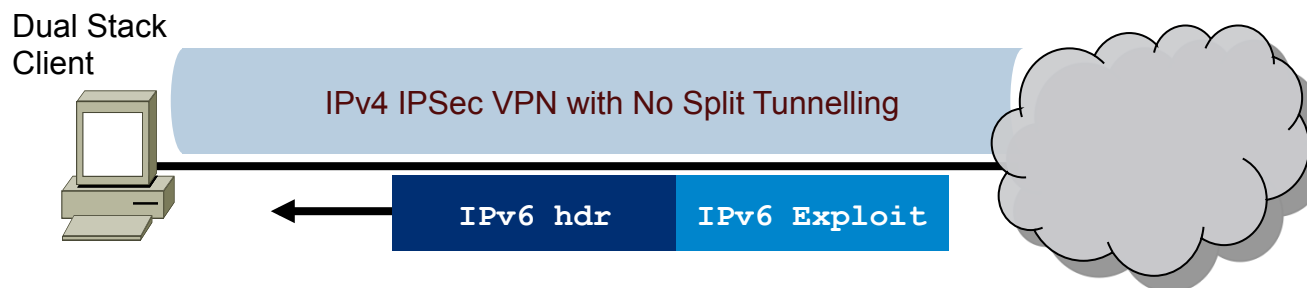 Dual Stack
Client
IPv4 IPSec VPN with No Split Tunnelling
IPv6 hdr
IPv6 Exploit